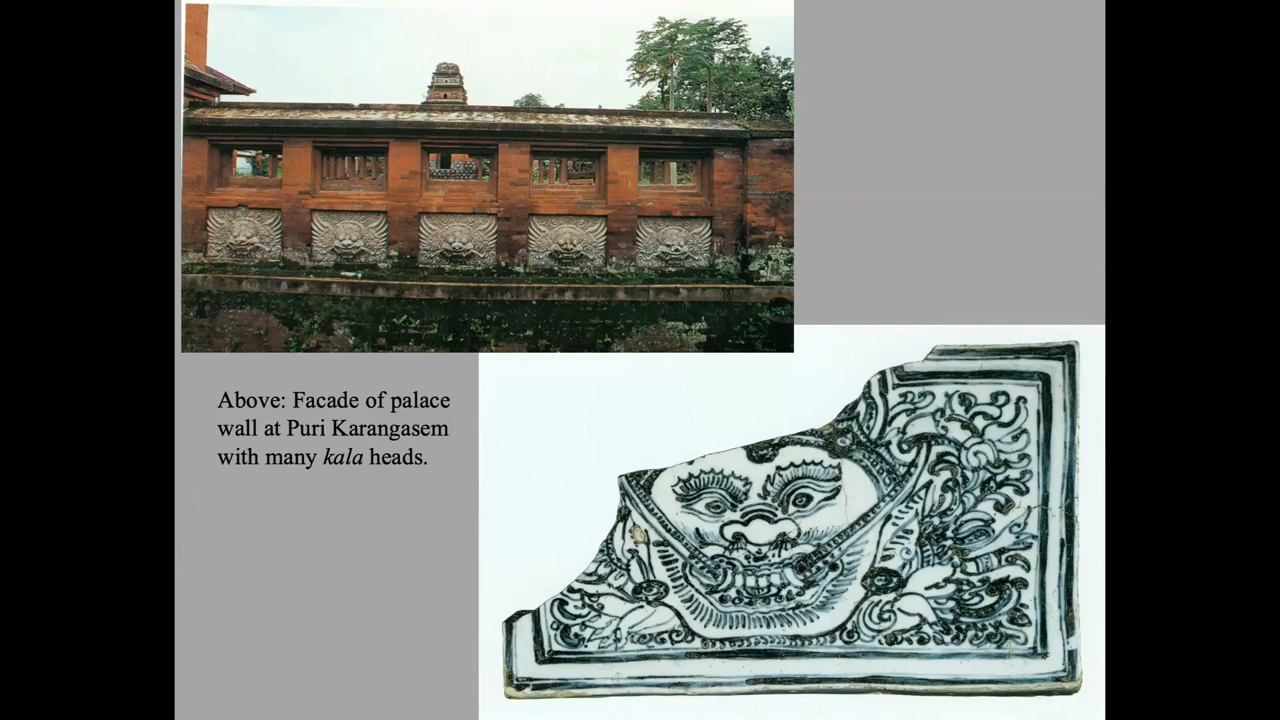 Above: Facade of palace
wall at Puri Karangasem
with many kala heads.